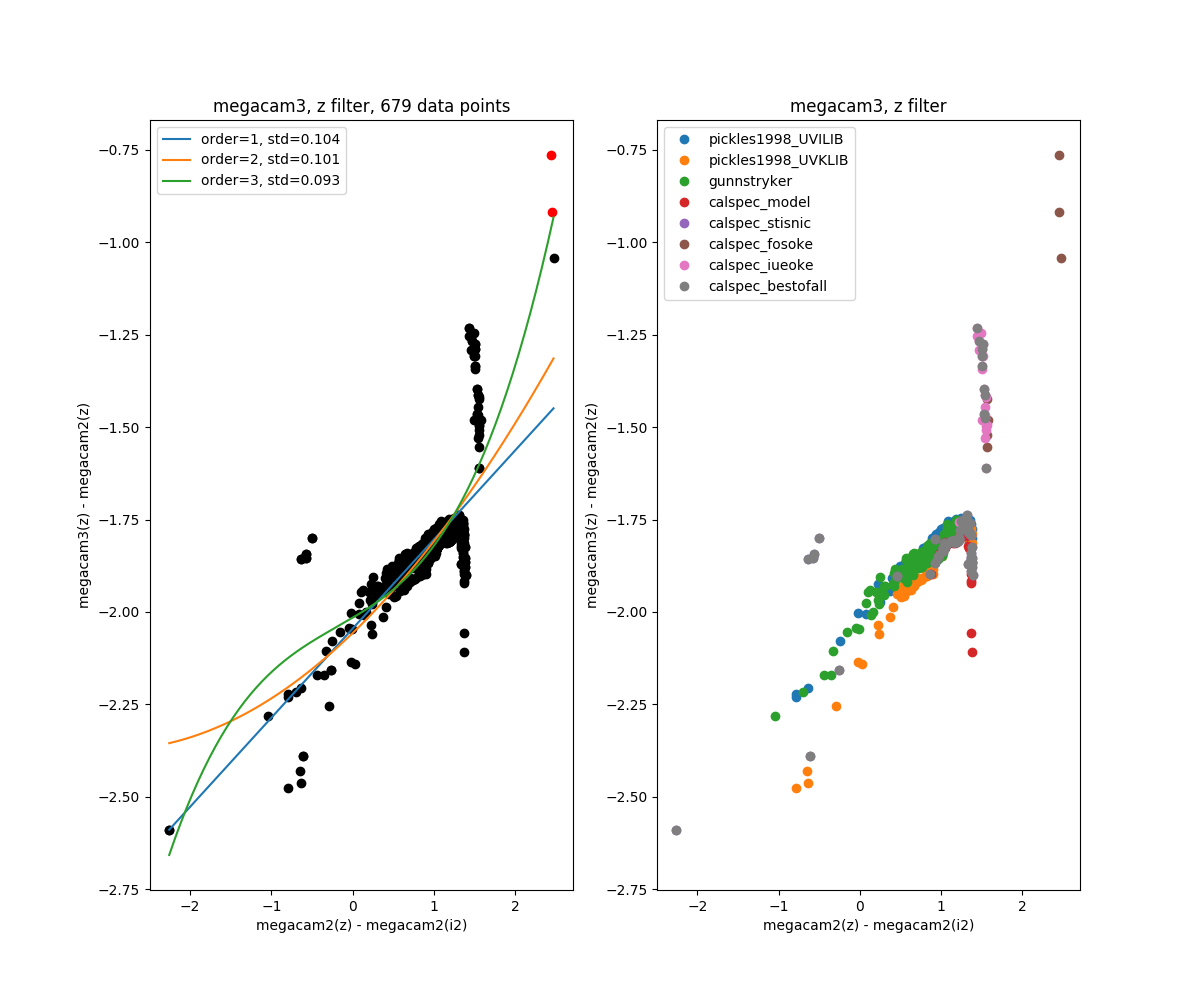 megacam3, z filter, 679 data points
order=1, std=0.104
order=2, std=0.101
order=3, std=0.093
−0.75
−1.00
−1.25
−1.50
−1.75
−2.00
−2.25
−2.50
−2.75
megacam3(z) - megacam2(z)
−2
−1
0
1
2
megacam2(z) - megacam2(i2)
megacam3, z filter
pickles1998_UVILIB
pickles1998_UVKLIB
gunnstryker
calspec_model
calspec_stisnic
calspec_fosoke
calspec_iueoke
calspec_bestofall
−0.75
−1.00
−1.25
−1.50
−1.75
−2.00
−2.25
−2.50
−2.75
megacam3(z) - megacam2(z)
−2
−1
0
1
2
megacam2(z) - megacam2(i2)